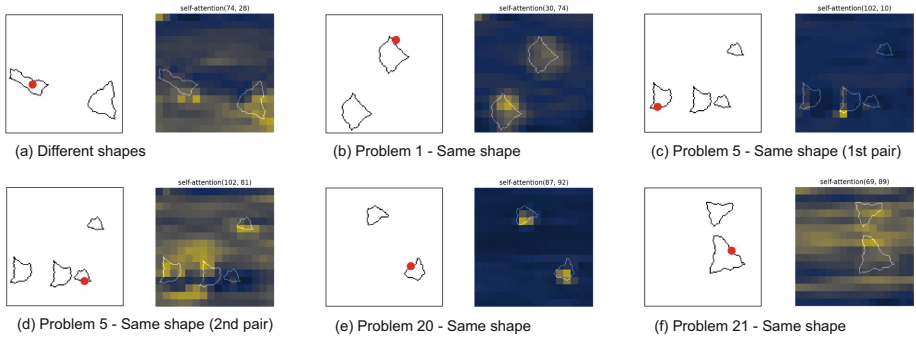 self-attention(74, 28)
self-attention(30, 74)
self-attention(102, 10)
(a) Different shapes
(b) Problem 1 - Same shape
(c) Problem 5 - Same shape (1st pair)
self-attention(102, 81)
self-attention(87, 92)
self-attention(69, 89)
(d) Problem 5 - Same shape (2nd pair)
(e) Problem 20 - Same shape
(f) Problem 21 - Same shape